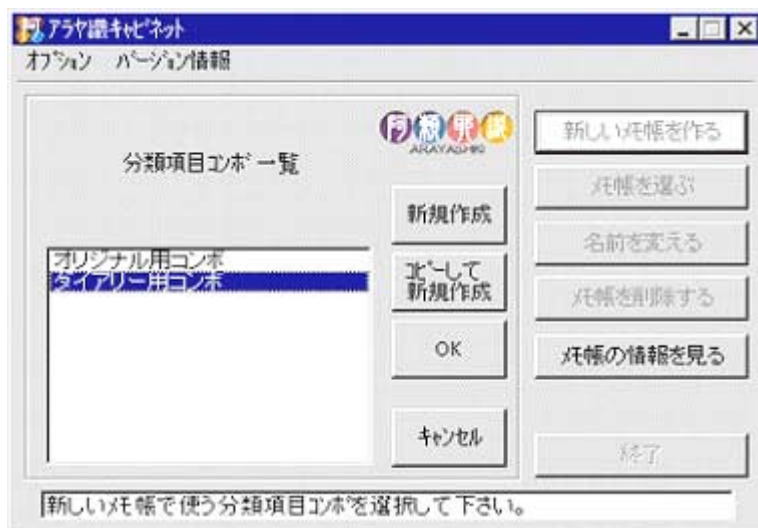 アラヤ識キャビネット
オプション バージョン情報
阿頼耶識
ARAYASHIKI
分類項目コンボ一覧
オリジナル用コンボ
ダイアリー用コンボ
新規作成
コピーして
新規作成
OK
キャンセル
新しいメモ帳を作る
メモ帳を選ぶ
名前を変える
メモ帳を削除する
メモ帳の情報を見る
終了
新しいメモ帳で使う分類項目コンボを選択して下さい。